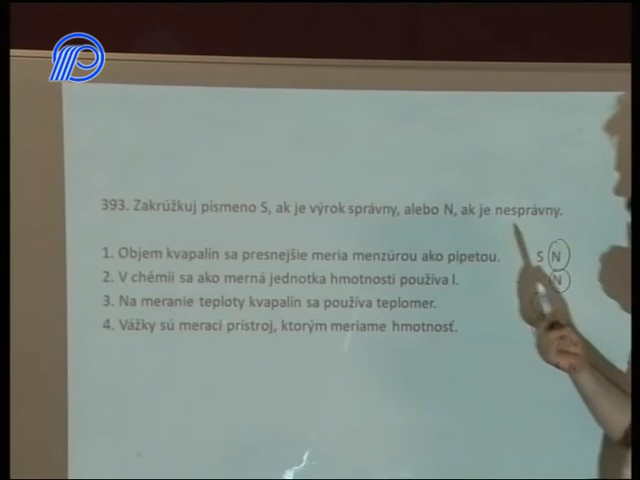 393. Zakrúžkuj písmeno S, ak je výrok správny, alebo N, ak je nesprávny.
1. Objem kvapalín sa presnejšie meria menzúrou ako pipetou. S N
2. V chémii sa ako merná jednotka hmotnosti používa l. N
3. Na meranie teploty kvapalín sa používa teplomer.
4. Vážky sú merací prístroj, ktorým meriame hmotnosť.